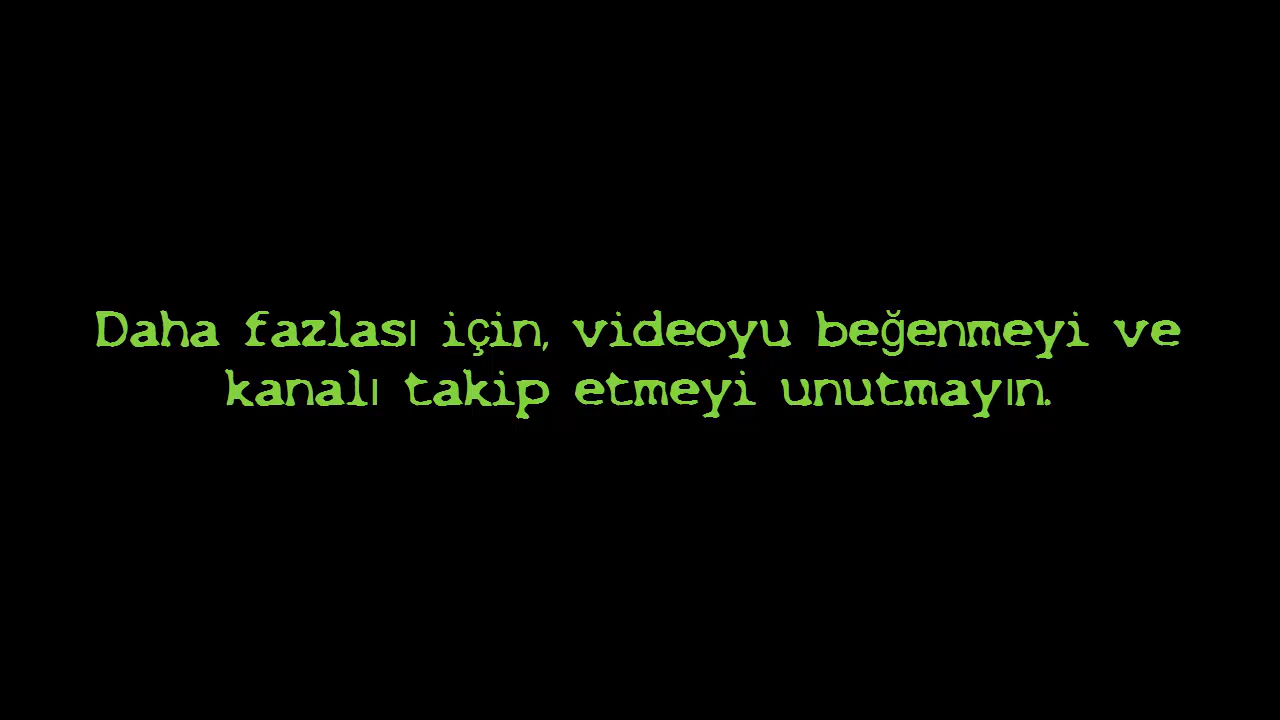 Daha fazlası için, videoyu beğenmeyi ve
kanalı takip etmeyi unutmayın.